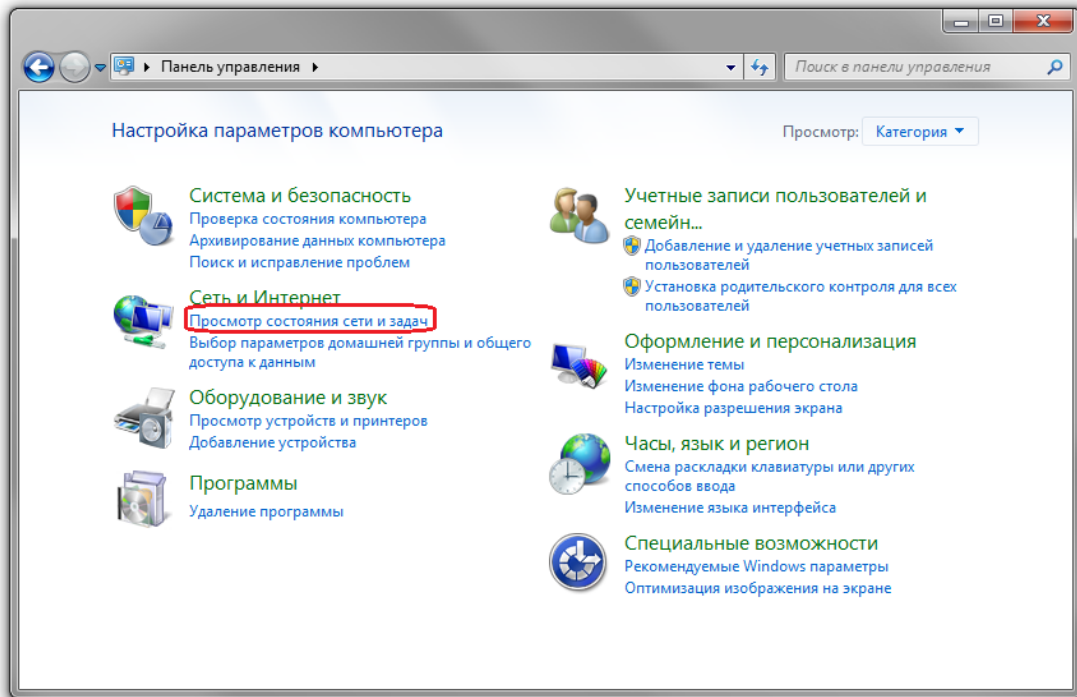 Панель управления
Поиск в панели управления
Настройка параметров компьютера
Просмотр: Категория
Система и безопасность
Проверка состояния компьютера
Архивирование данных компьютера
Поиск и исправление проблем
Сеть и Интернет
Просмотр состояния сети и задач
Выбор параметров домашней группы и общего
доступа к данным
Оборудование и звук
Просмотр устройств и принтеров
Добавление устройства
Программы
Удаление программы
Учетные записи пользователей и
семейн...
Добавление и удаление учетных записей
пользователей
Установка родительского контроля для всех
пользователей
Оформление и персонализация
Изменение темы
Изменение фона рабочего стола
Настройка разрешения экрана
Часы, язык и регион
Смена раскладки клавиатуры или других
способов ввода
Изменение языка интерфейса
Специальные возможности
Рекомендуемые Windows параметры
Оптимизация изображения на экране